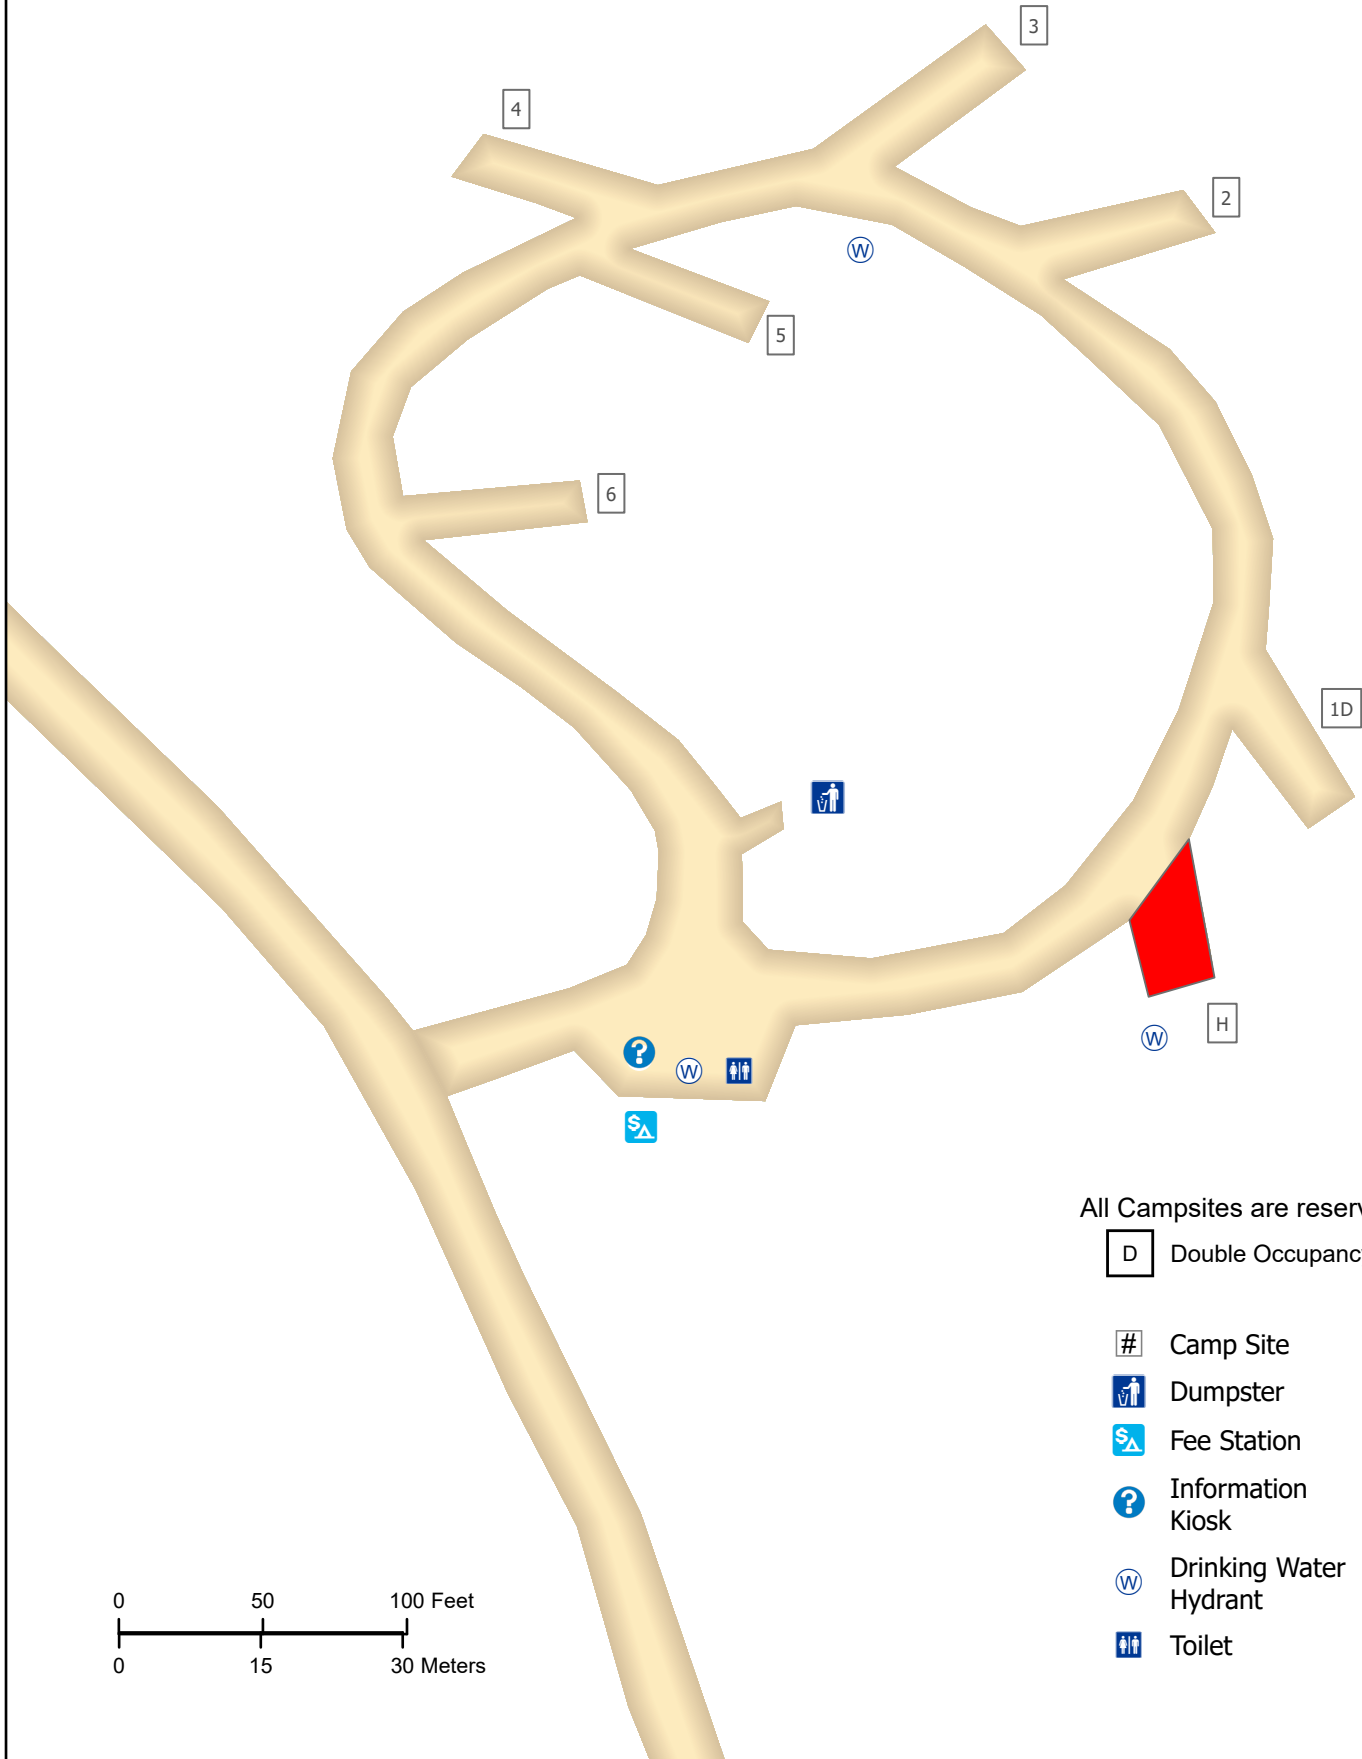 3
4
2
W
5
6
1D
H
W
?
W
$
All Campsites are reserv
D Double Occupanc
# Camp Site
Dumpster
$ Fee Station
? Information
Kiosk
W Drinking Water
Hydrant
Toilet
0 50 100 Feet
0 15 30 Meters